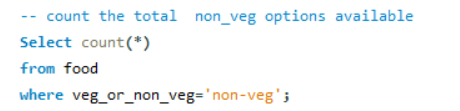 -- count the total  non_veg options available
Select count(*)
from food
where veg_or_non_veg='non-veg';